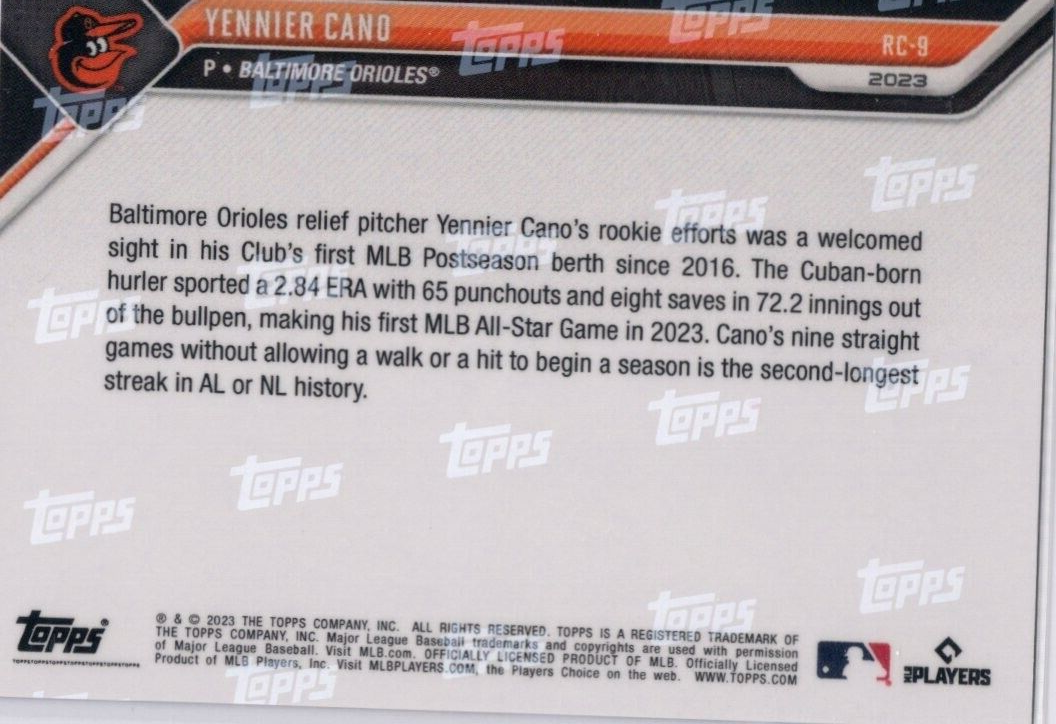 YENNIER CANO
RC-9
P • BALTIMORE ORIOLES®
2023
Baltimore Orioles relief pitcher Yennier Cano's rookie efforts was a welcomed
sight in his Club's first MLB Postseason berth since 2016. The Cuban-born
hurler sported a 2.84 ERA with 65 punchouts and eight saves in 72.2 innings out
of the bullpen, making his first MLB All-Star Game in 2023. Cano's nine straight
games without allowing a walk or a hit to begin a season is the second-longest
streak in AL or NL history.
Topps®
® & © 2023 THE TOPPS COMPANY, INC. ALL RIGHTS RESERVED. TOPPS IS A REGISTERED TRADEMARK OF
THE TOPPS COMPANY, INC. Major League Baseball trademarks and copyrights are used with permission
of Major League Baseball. Visit MLB.com. OFFICIALLY LICENSED PRODUCT OF MLB. Officially Licensed
Product of MLB Players, Inc. Visit MLBPLAYERS.COM, the Players Choice on the web. WWW.TOPPS.COM
MLB PLAYERS